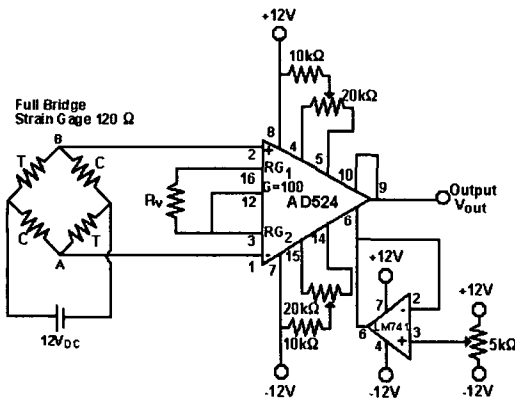 +12V
10kΩ
20kΩ
8
4
5
Full Bridge
Strain Gage 120 Ω
B
T
C
C
T
A
12VDC
2
+
RG1
16
G=100
12
AD524
RV
RG2
3
-
1
7
15
14
10
9
6
Output
Vout
20kΩ
10kΩ
-12V
+12V
7
2
-
LM741
6
3
+
4
-12V
+12V
5kΩ
-12V